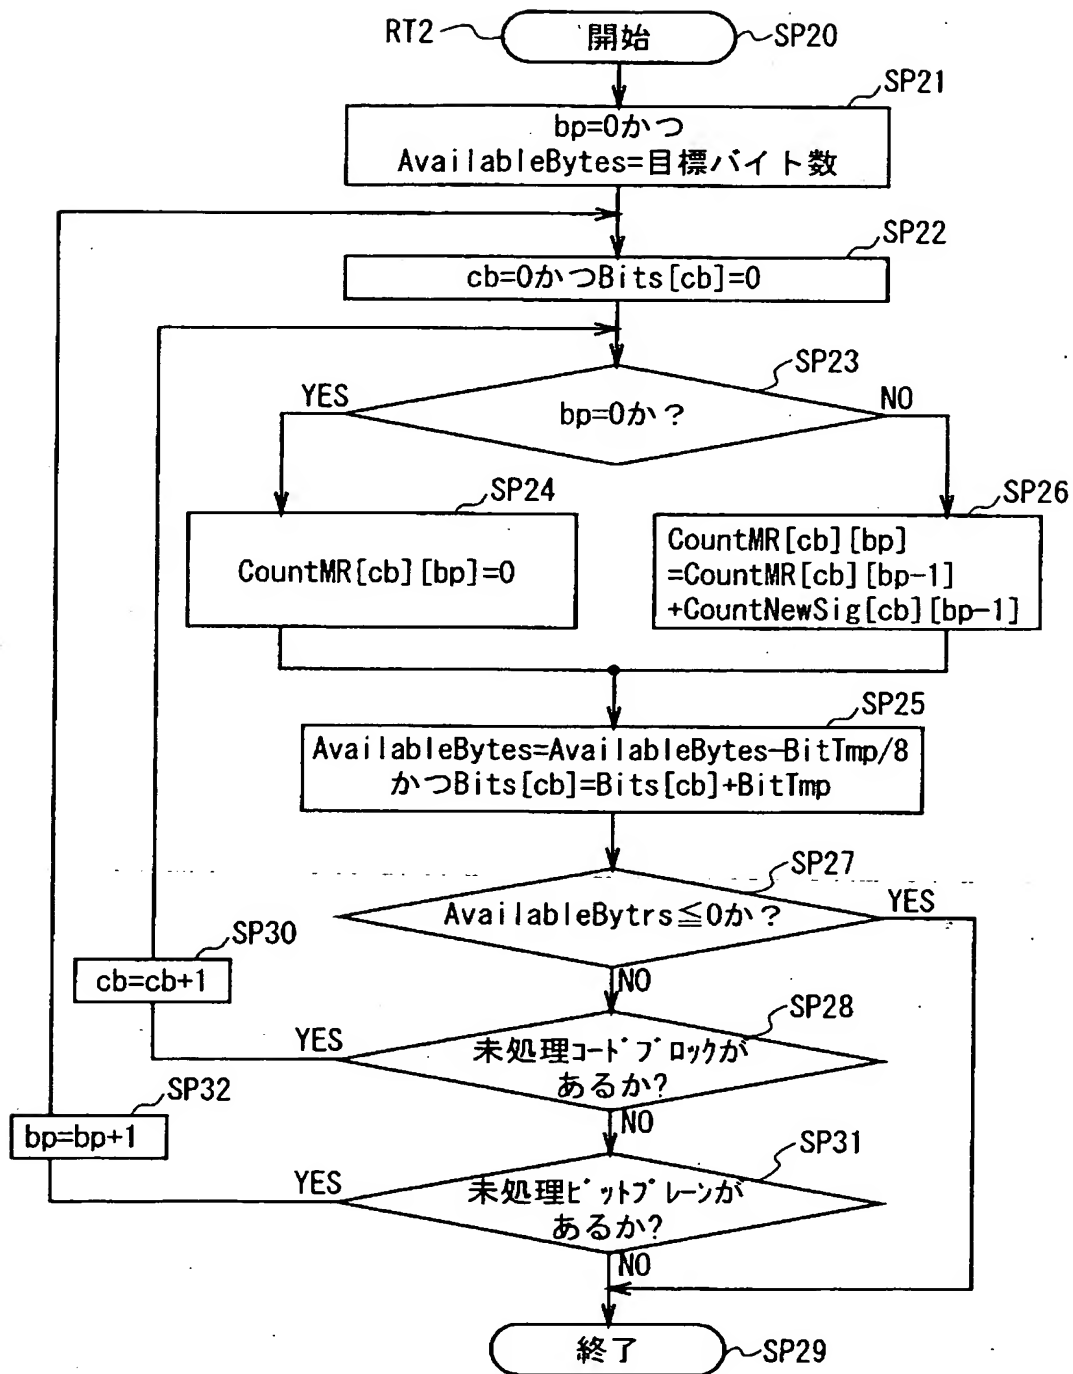 RT2
開始
SP20
SP21
bp=0かつ
AvailableBytes=目標バイト数
SP22
cb=0かつBits[cb]=0
SP23
YES
NO
bp=0か？
SP24
SP26
CountMR[cb][bp]=0
CountMR[cb][bp]
=CountMR[cb][bp-1]
+CountNewSig[cb][bp-1]
SP25
AvailableBytes=AvailableBytes-BitTmp/8
かつBits[cb]=Bits[cb]+BitTmp
SP27
AvailableBytrs≦0か？
YES
SP30
cb=cb+1
NO
SP28
YES
未処理ｺｰﾄﾞﾌﾞﾛｯｸが
あるか?
SP32
bp=bp+1
NO
SP31
YES
未処理ﾋﾞｯﾄﾌﾟﾚｰﾝが
あるか?
NO
終了
SP29